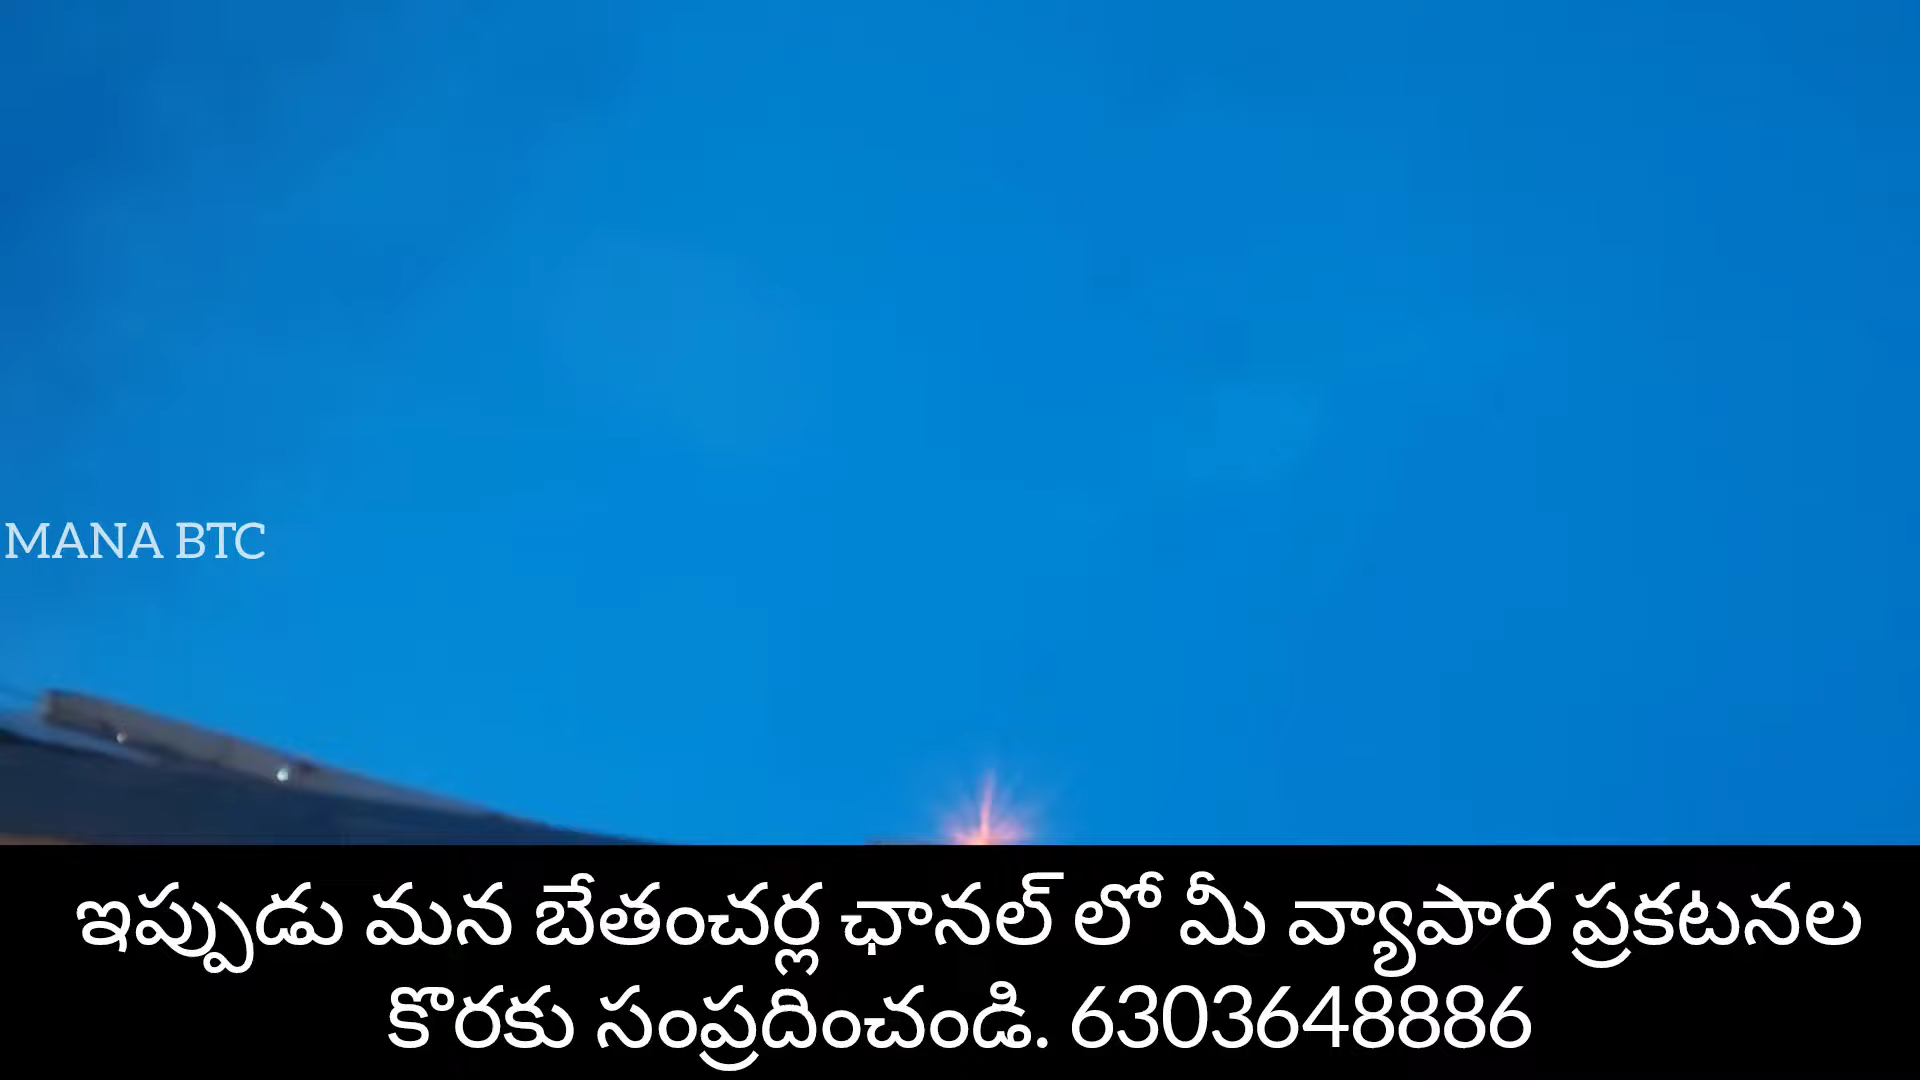 MANA BTC
ఇప్పుడు మన బేతంచర్ల ఛానల్ లో మీ వ్యాపార ప్రకటనల
కొరకు సంప్రదించండి. 6303648886